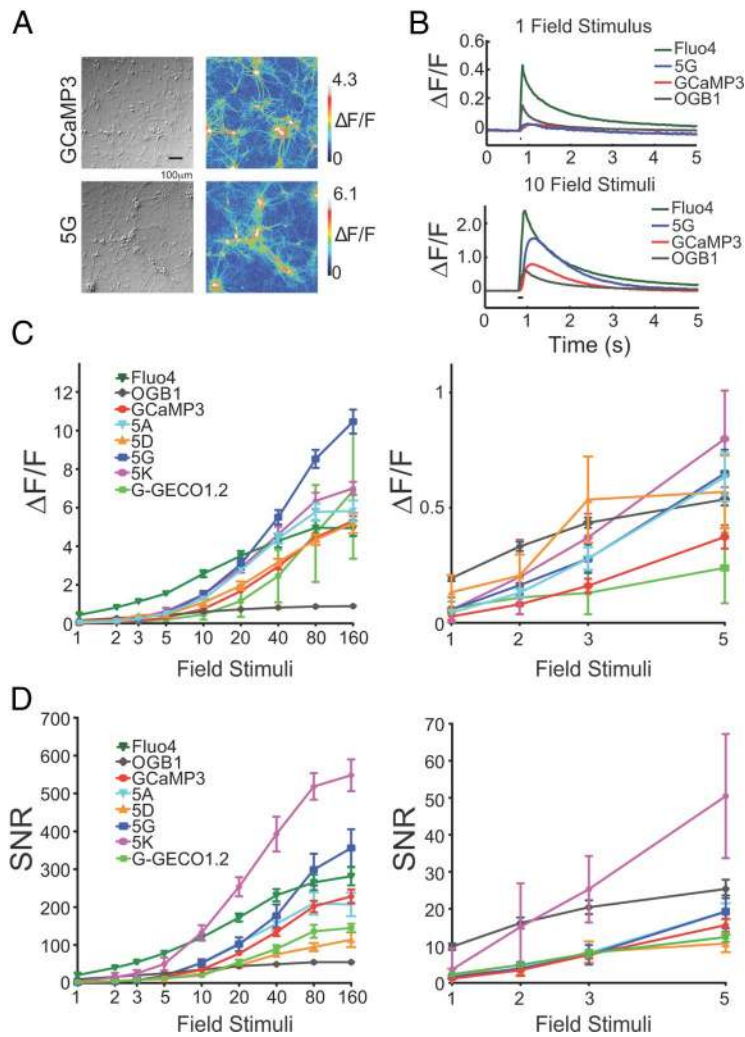 A
GCaMP3
4.3
ΔF/F
0
100μm
5G
6.1
ΔF/F
0
B
1 Field Stimulus
0.6
0.4
0.2
0
ΔF/F
Fluo4
5G
GCaMP3
OGB1
0 1 2 3 4 5
10 Field Stimuli
2.0
1.0
0
ΔF/F
Fluo4
5G
GCaMP3
OGB1
0 1 2 3 4 5
Time (s)
C
12
10
8
6
4
2
0
ΔF/F
Fluo4
OGB1
GCaMP3
5A
5D
5G
5K
G-GECO1.2
1 2 3 5 10 20 40 80 160
Field Stimuli
1
0.5
0
ΔF/F
1 2 3 5
Field Stimuli
D
700
600
500
400
300
200
100
0
SNR
Fluo4
OGB1
GCaMP3
5A
5D
5G
5K
G-GECO1.2
1 2 3 5 10 20 40 80 160
Field Stimuli
70
60
50
40
30
20
10
0
SNR
1 2 3 5
Field Stimuli